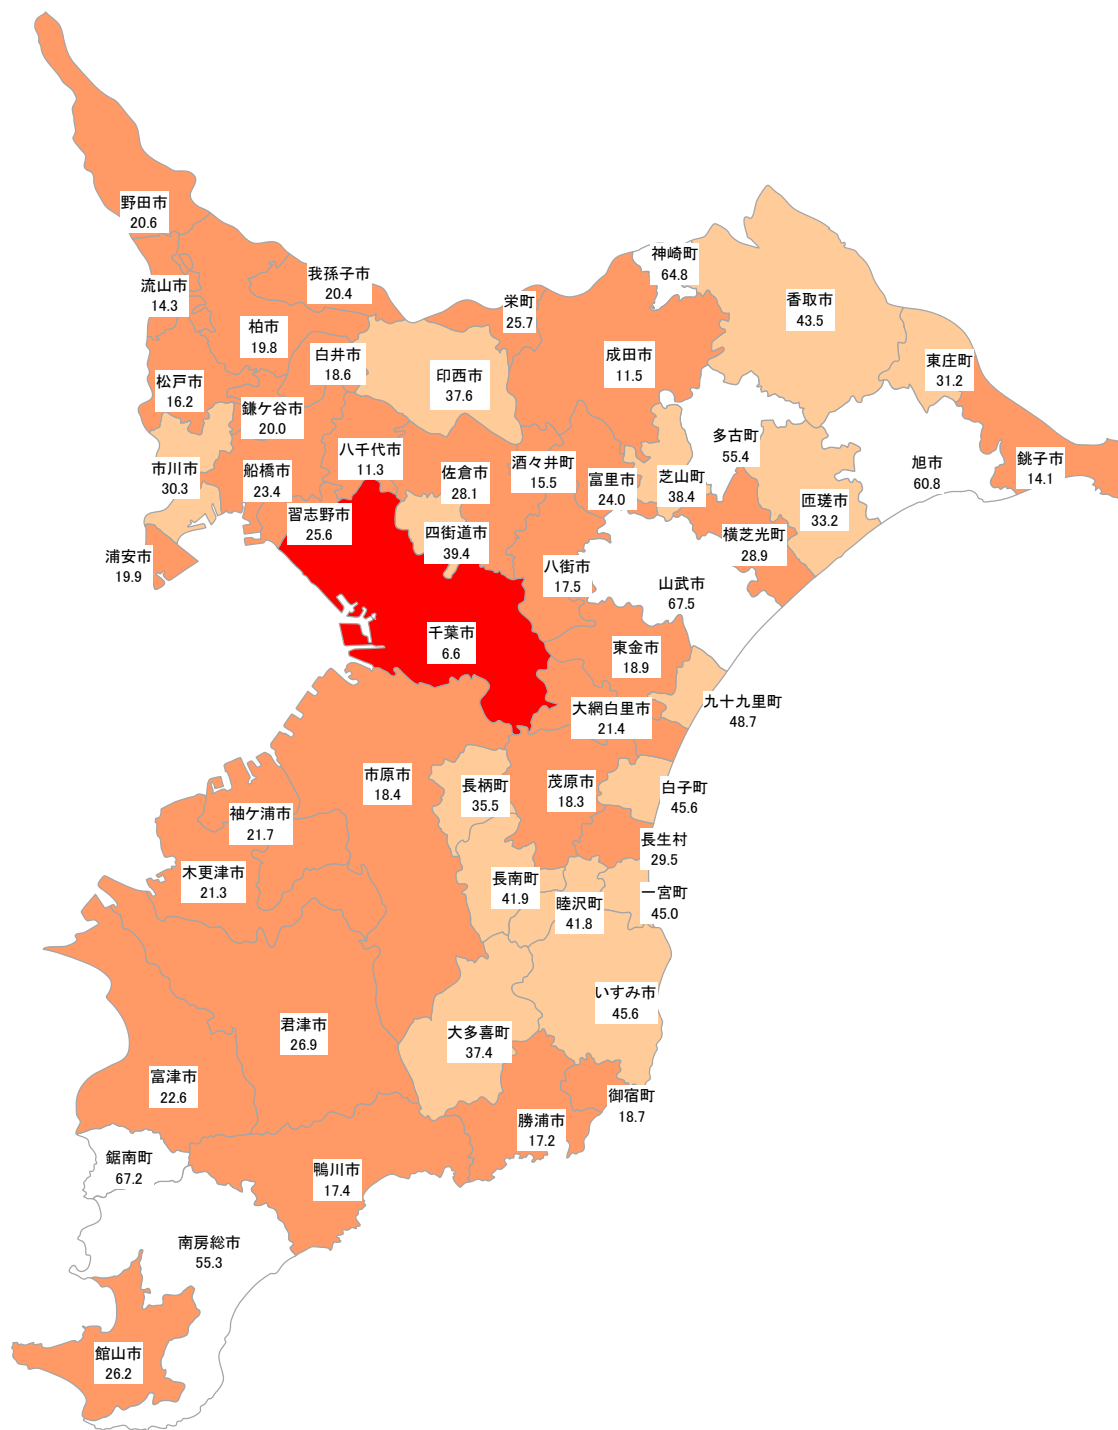 野田市
20.6
神崎町
64.8
流山市
14.3
我孫子市
20.4
栄町
25.7
香取市
43.5
柏市
19.8
白井市
18.6
成田市
11.5
東庄町
31.2
松戸市
16.2
印西市
37.6
鎌ケ谷市
20.0
多古町
55.4
八千代市
11.3
市川市
30.3
船橋市
23.4
佐倉市
28.1
酒々井町
15.5
富里市
24.0
芝山町
38.4
旭市
60.8
銚子市
14.1
匝瑳市
33.2
習志野市
25.6
四街道市
39.4
横芝光町
28.9
浦安市
19.9
八街市
17.5
山武市
67.5
千葉市
6.6
東金市
18.9
大網白里市
21.4
九十九里町
48.7
市原市
18.4
長柄町
35.5
茂原市
18.3
白子町
45.6
袖ケ浦市
21.7
長生村
29.5
木更津市
21.3
長南町
41.9
睦沢町
41.8
一宮町
45.0
いすみ市
45.6
君津市
26.9
大多喜町
37.4
富津市
22.6
御宿町
18.7
勝浦市
17.2
鋸南町
67.2
鴨川市
17.4
南房総市
55.3
館山市
26.2